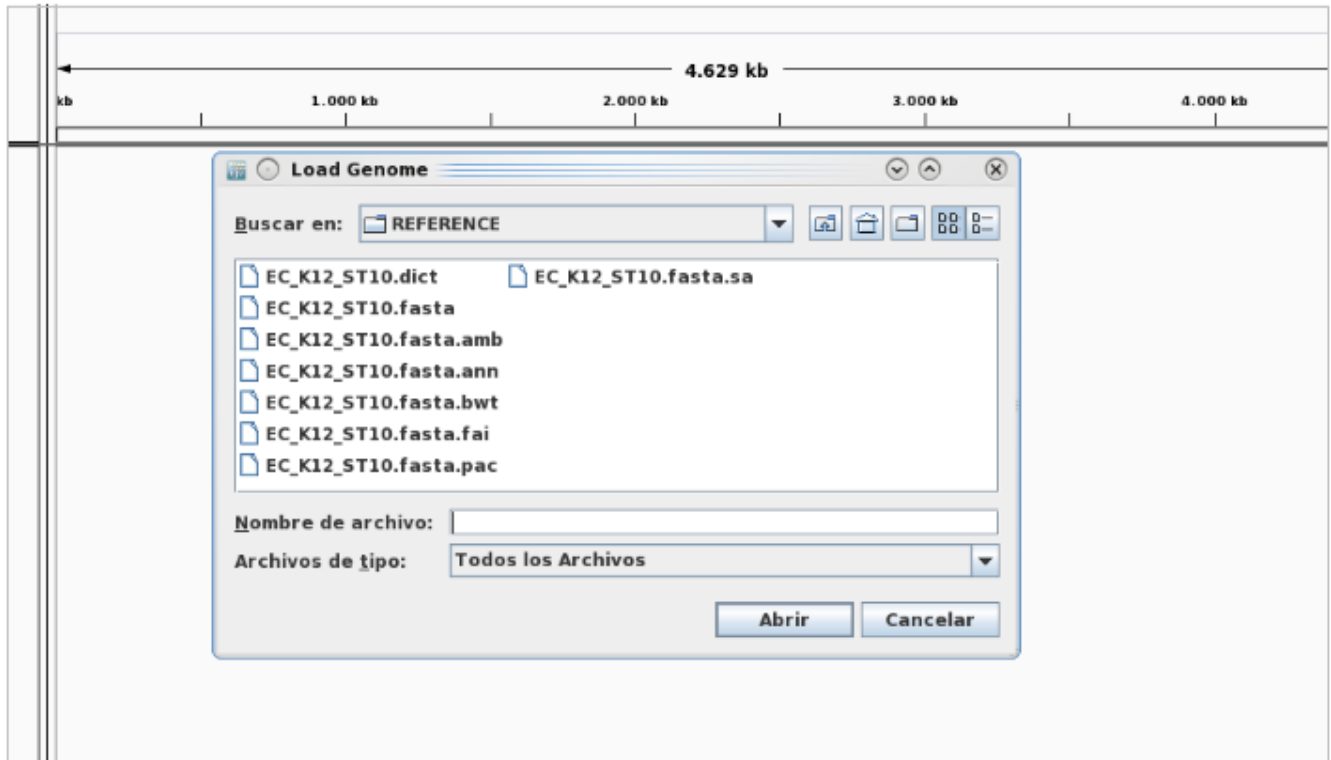 4.629 kb
kb 1.000 kb 2.000 kb 3.000 kb 4.000 kb
Load Genome
Buscar en: REFERENCE
EC_K12_ST10.dict EC_K12_ST10.fasta.sa
EC_K12_ST10.fasta
EC_K12_ST10.fasta.amb
EC_K12_ST10.fasta.ann
EC_K12_ST10.fasta.bwt
EC_K12_ST10.fasta.fai
EC_K12_ST10.fasta.pac
Nombre de archivo:
Archivos de tipo: Todos los Archivos
Abrir Cancelar